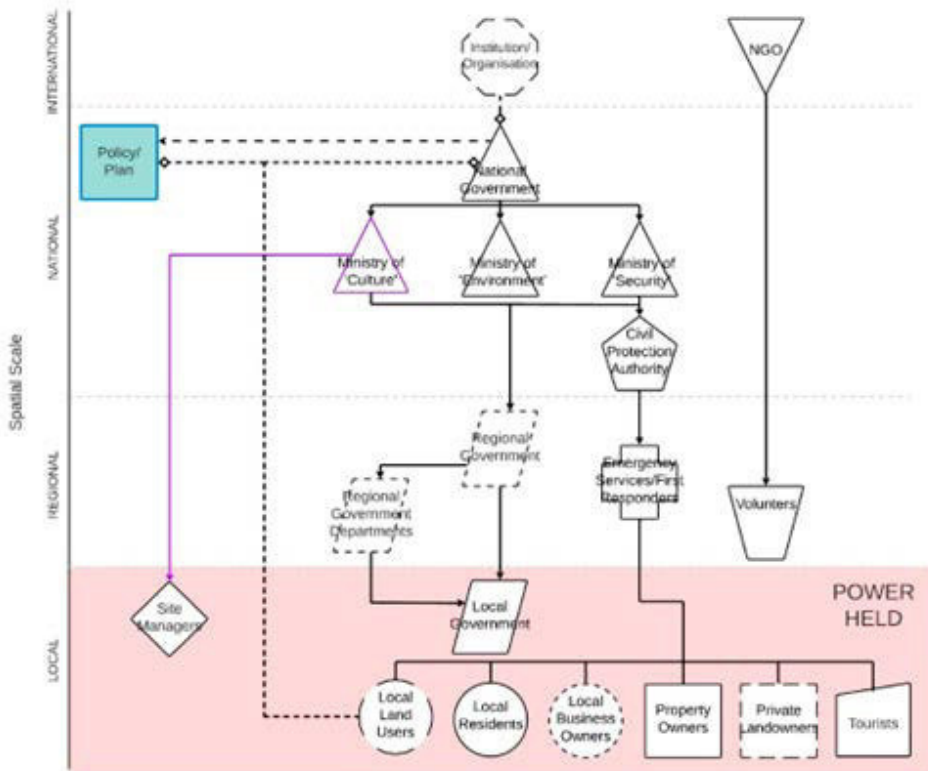 Spatial Scale
INTERNATIONAL
NATIONAL
REGIONAL
LOCAL
Institution/
Organisation
NGO
Policy/
Plan
National
Government
Ministry of
"Culture"
Ministry of
"Environment"
Ministry of
"Security"
Civil
Protection
Authority
Regional
Government
Regional
Government
Departments
Emergency
Services/First
Responders
Volunters
POWER
HELD
Site
Managers
Local
Government
Local
Land
Users
Local
Residents
Local
Business
Owners
Property
Owners
Private
Landowners
Tourists